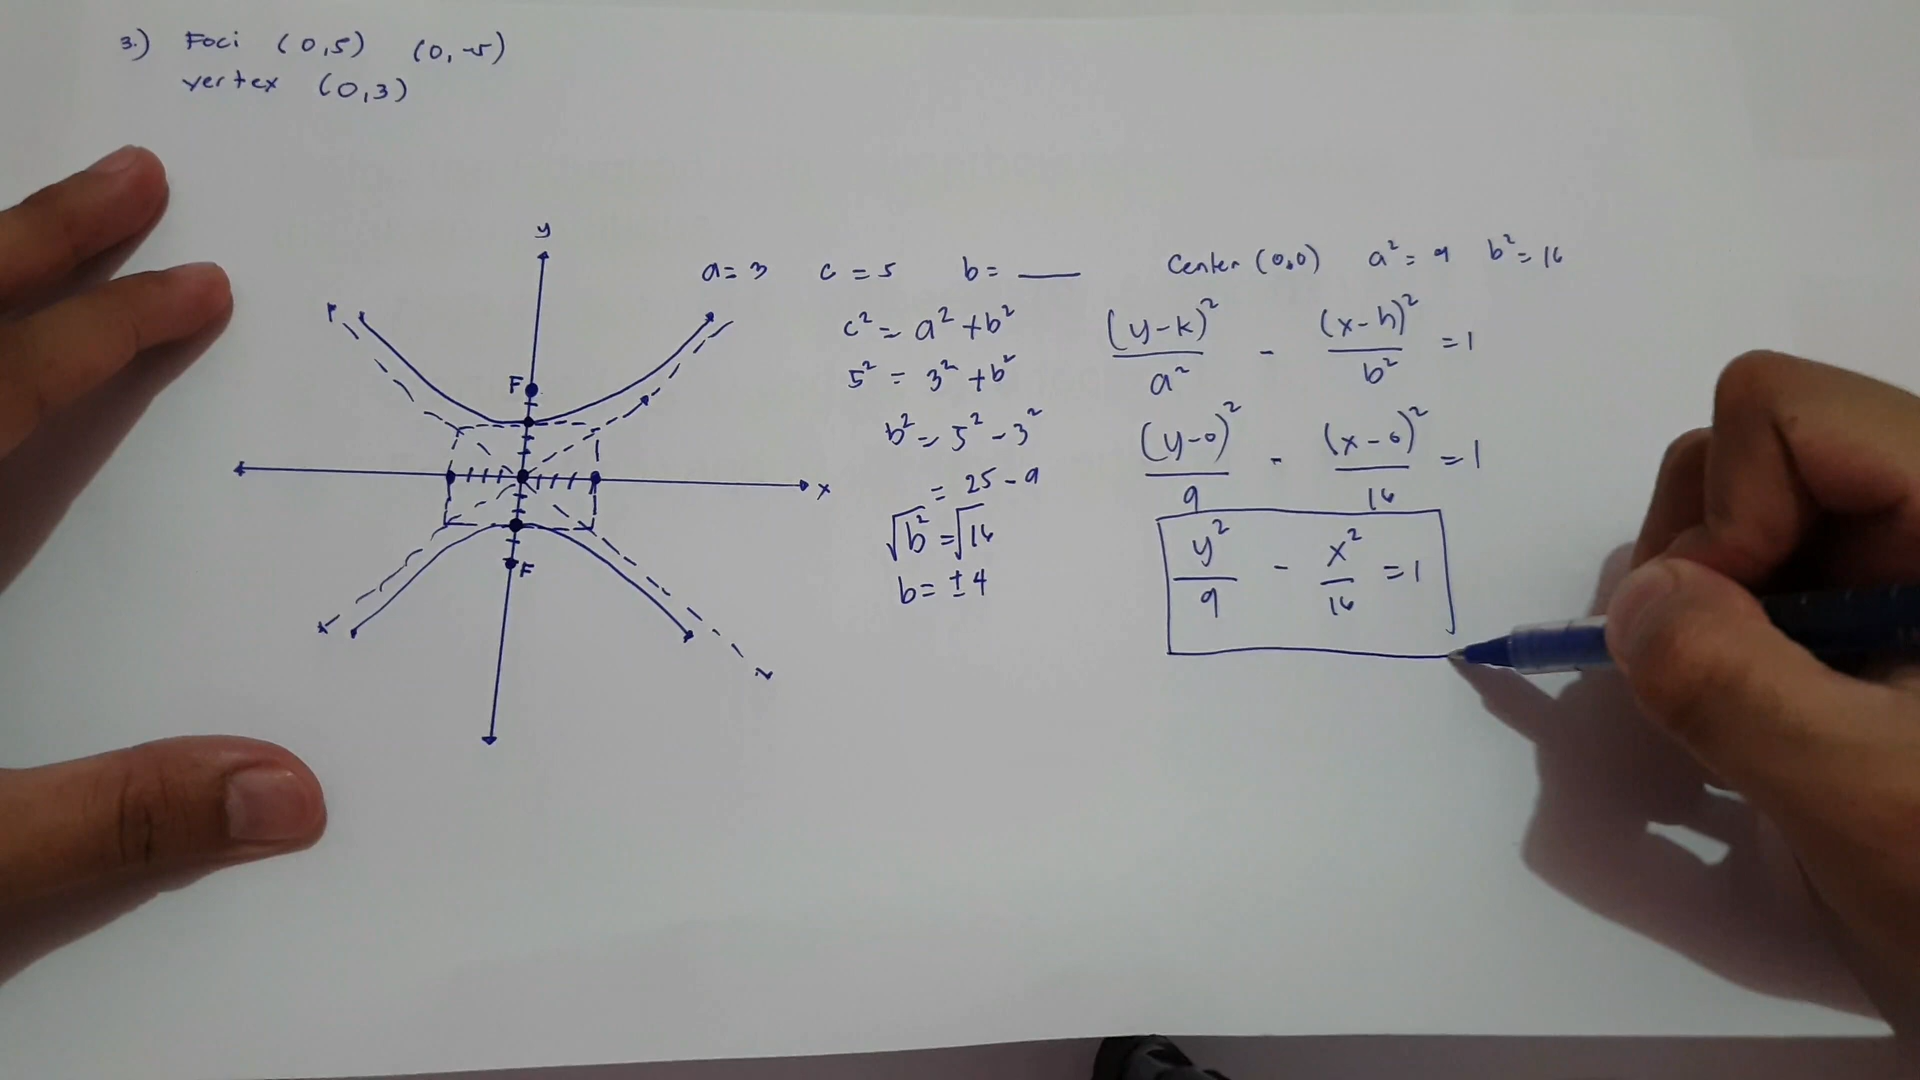 3.) Foci (0,5) (0,-5)
vertex (0,3)
y
F
x
F
a=3 c=5 b= ___
c² = a² + b²
5² = 3² + b²
b² = 5² - 3²
= 25 - 9
√b² = √16
b = ± 4
Center (0,0) a² = 9 b² = 16
(y-k)²/a² - (x-h)²/b² = 1
(y-0)²/9 - (x-0)²/16 = 1
y²/9 - x²/16 = 1